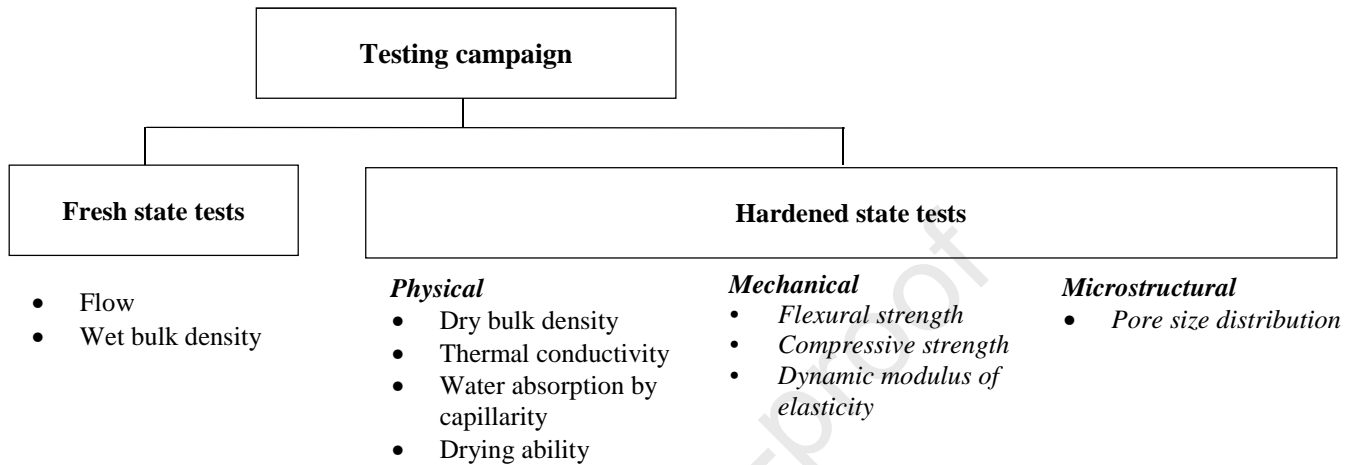 Testing campaign
Fresh state tests
Hardened state tests
• Flow
• Wet bulk density
Physical
• Dry bulk density
• Thermal conductivity
• Water absorption by
capillarity
• Drying ability
Mechanical
• Flexural strength
• Compressive strength
• Dynamic modulus of
elasticity
Microstructural
• Pore size distribution